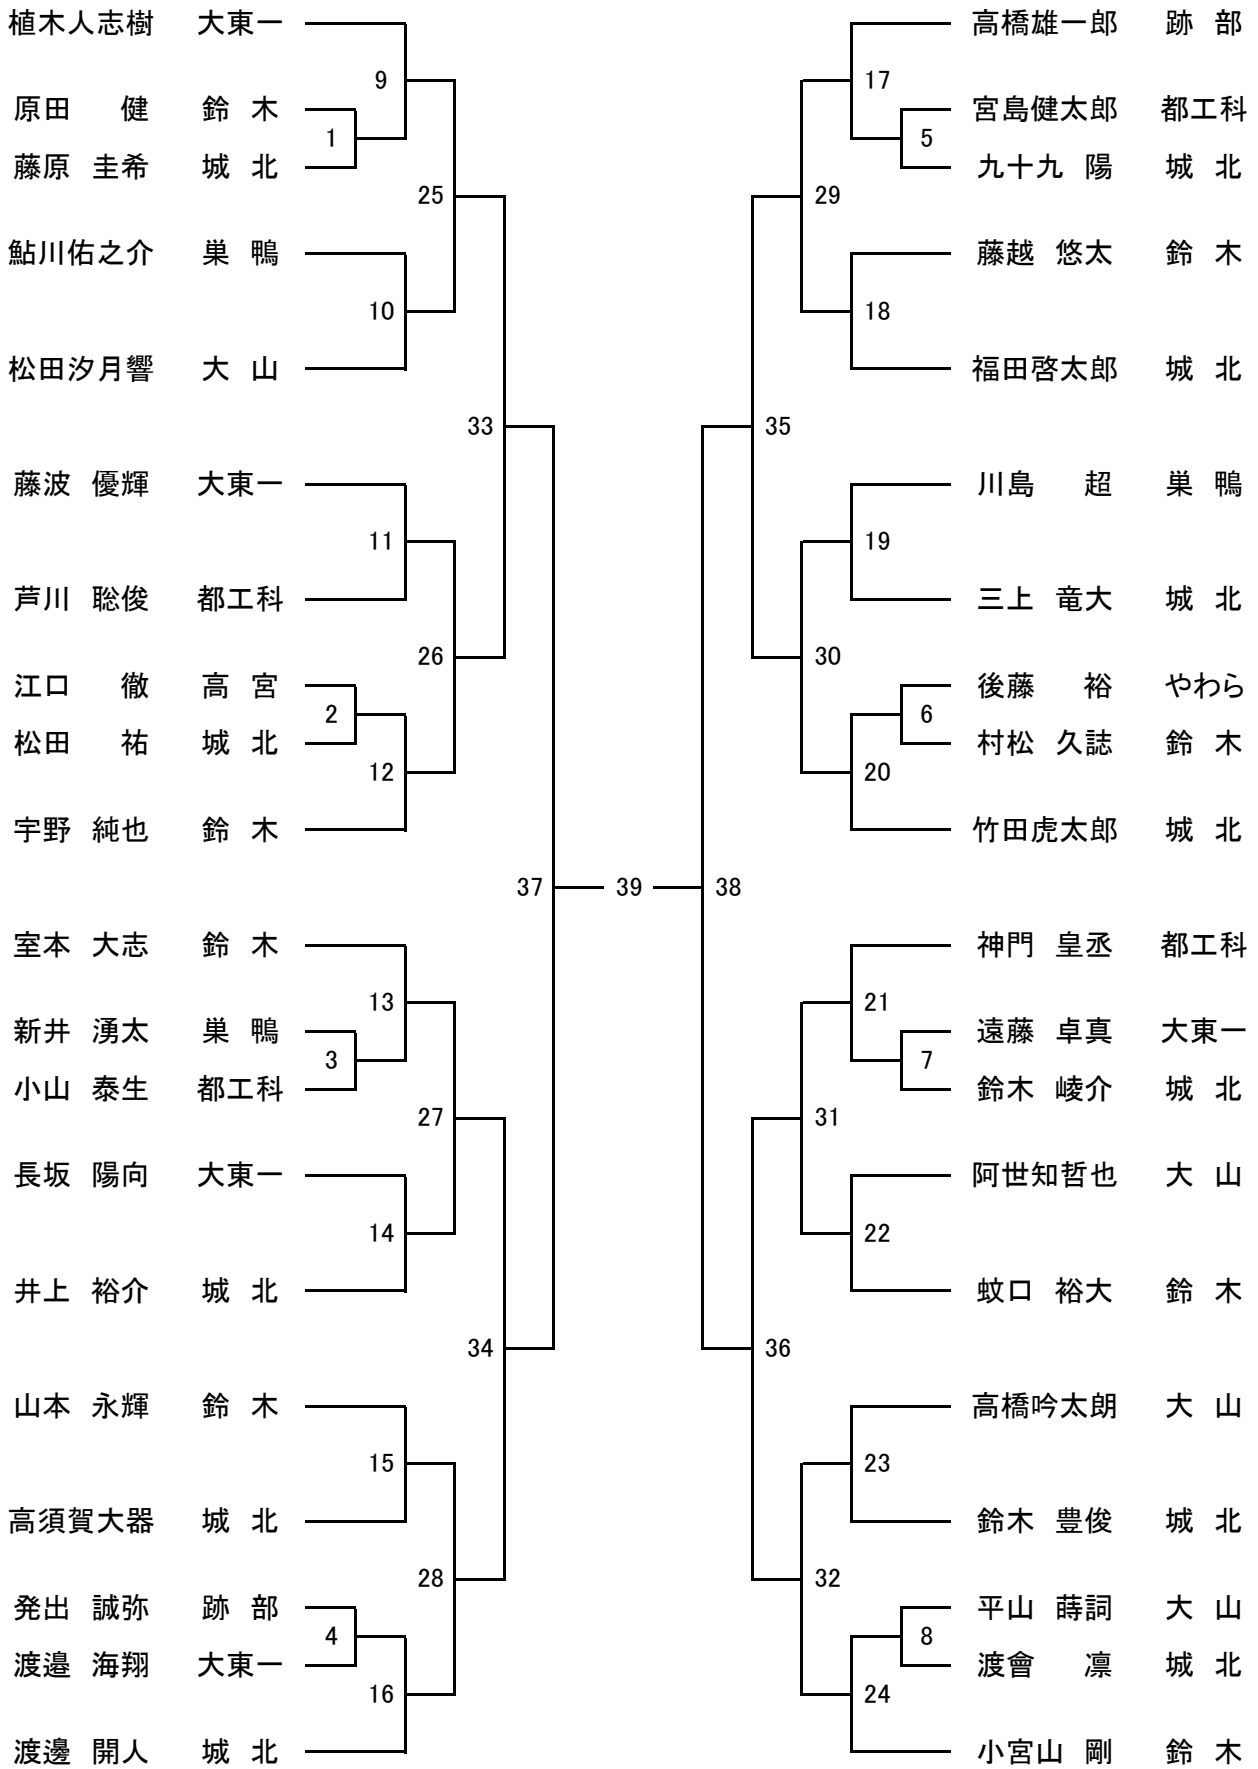 植木人志樹 大東一
9
原田 健 鈴 木
1
藤原 圭希 城 北
25
鮎川佑之介 巣 鴨
10
松田汐月響 大 山
33
藤波 優輝 大東一
11
芦川 聡俊 都工科
26
江口 徹 高 宮
2
松田 祐 城 北
12
宇野 純也 鈴 木
37
室本 大志 鈴 木
13
新井 湧太 巣 鴨
3
小山 泰生 都工科
27
長坂 陽向 大東一
14
井上 裕介 城 北
34
山本 永輝 鈴 木
15
高須賀大器 城 北
28
発出 誠弥 跡 部
4
渡邉 海翔 大東一
16
渡邊 開人 城 北
39
高橋雄一郎 跡 部
17
宮島健太郎 都工科
5
九十九 陽 城 北
29
藤越 悠太 鈴 木
18
福田啓太郎 城 北
35
川島 超 巣 鴨
19
三上 竜大 城 北
30
後藤 裕 やわら
6
村松 久誌 鈴 木
20
竹田虎太郎 城 北
38
神門 皇丞 都工科
21
遠藤 卓真 大東一
7
鈴木 崚介 城 北
31
阿世知哲也 大 山
22
蚊口 裕大 鈴 木
36
高橋吟太朗 大 山
23
鈴木 豊俊 城 北
32
平山 蒔詞 大 山
8
渡會 凛 城 北
24
小宮山 剛 鈴 木